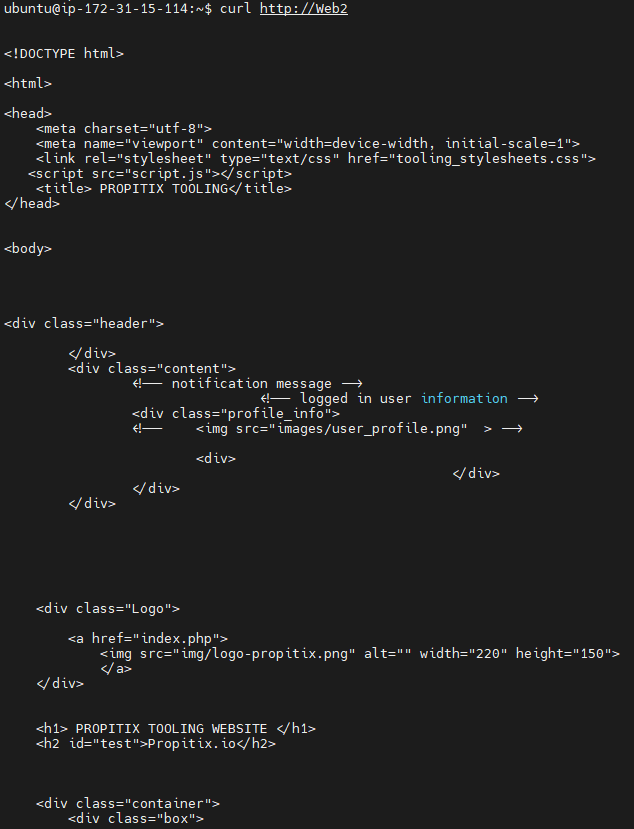 ubuntu@ip-172-31-15-114:~$ curl http://Web2
<!DOCTYPE html>
<html>
<head>
<meta charset="utf-8">
<meta name="viewport" content="width=device-width, initial-scale=1">
<link rel="stylesheet" type="text/css" href="tooling_stylesheets.css">
<script src="script.js"></script>
<title> PROPITIX TOOLING</title>
</head>
<body>
<div class="header">
</div>
<div class="content">
<!-- notification message -->
<!-- logged in user information -->
<div class="profile_info">
<!-- <img src="images/user_profile.png" > -->
<div>
</div>
</div>
</div>
<div class="Logo">
<a href="index.php">
<img src="img/logo-propitix.png" alt="" width="220" height="150">
</a>
</div>
<h1> PROPITIX TOOLING WEBSITE </h1>
<h2 id="test">Propitix.io</h2>
<div class="container">
<div class="box">